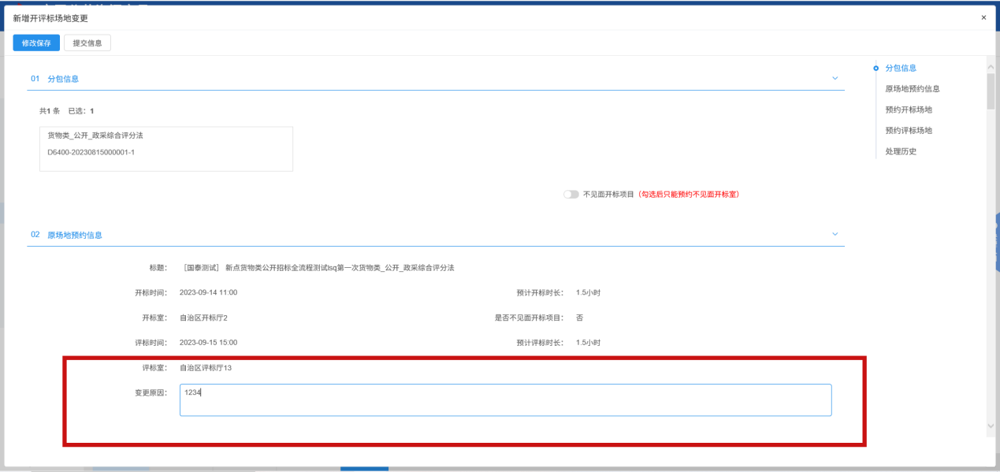 新增开评标场地变更
×
修改保存 提交信息
01 分包信息
共1 条 已选：1
货物类_公开_政采综合评分法
D6400-20230815000001-1
不见面开标项目（勾选后只能预约不见面开标室）
02 原场地预约信息
标题： ［国泰测试］ 新点货物类公开招标全流程测试lsq第一次货物类_公开_政采综合评分法
开标时间： 2023-09-14 11:00 预计开标时长： 1.5小时
开标室： 自治区开标厅2 是否不见面开标项目： 否
评标时间： 2023-09-15 15:00 预计评标时长： 1.5小时
评标室： 自治区评标厅13
变更原因： 1234
分包信息
原场地预约信息
预约开标场地
预约评标场地
处理历史